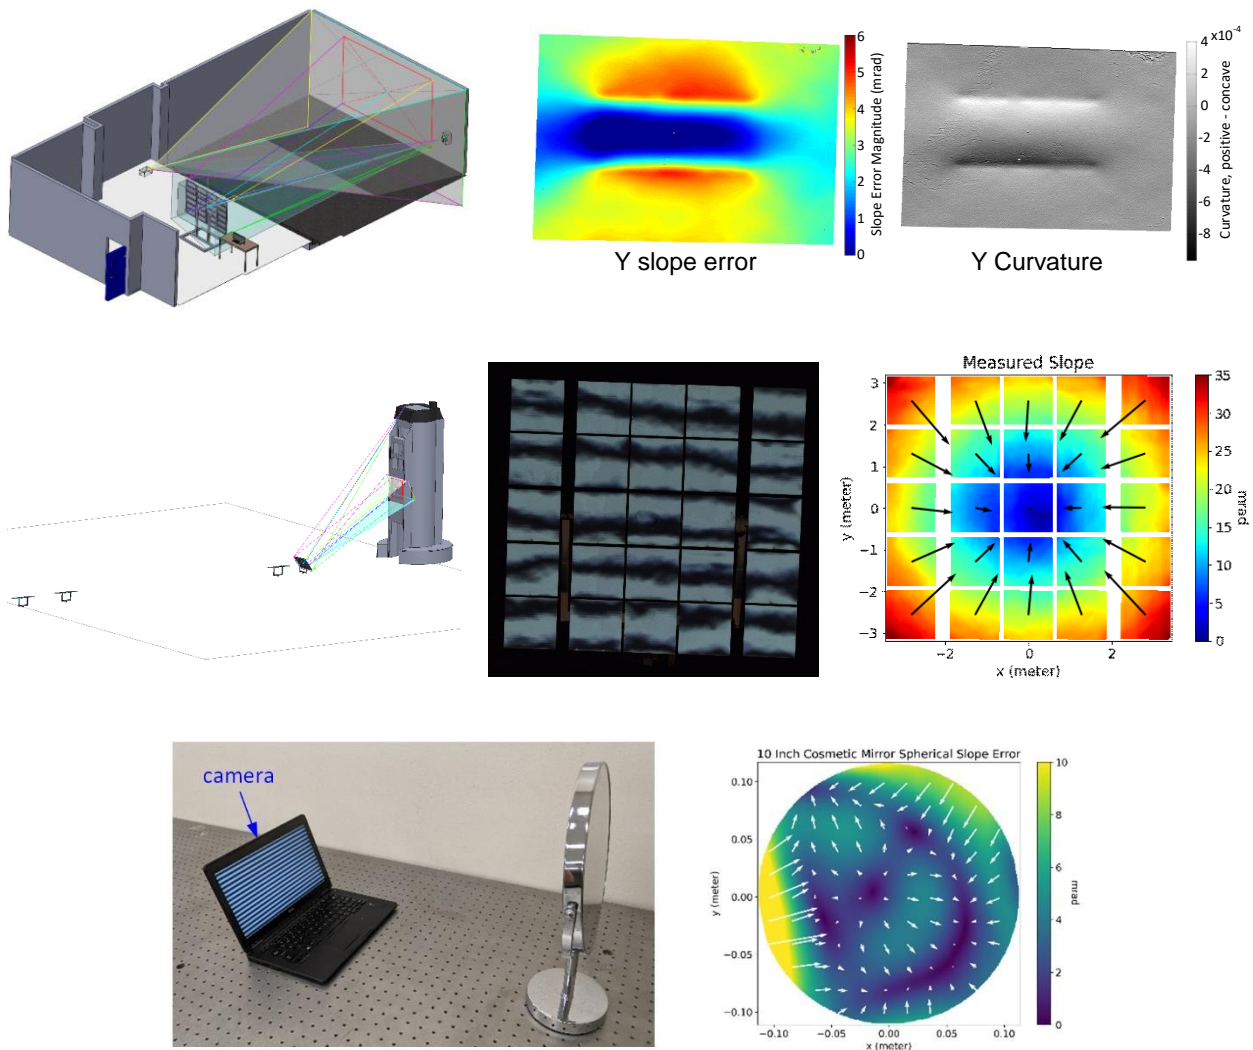 6
5
4
3
2
1
0
Slope Error Magnitude (mrad)
Y slope error
4 x10⁻⁴
2
0
-2
-4
-6
-8
Curvature, positive - concave
Y Curvature
Measured Slope
3
2
1
0
−1
−2
−3
y (meter)
−2 0 2
x (meter)
35
30
25
20
15
10
5
0
mrad
camera
10 Inch Cosmetic Mirror Spherical Slope Error
0.10
0.05
0.00
−0.05
−0.10
y (meter)
−0.10 −0.05 0.00 0.05 0.10
x (meter)
10
8
6
4
2
0
mrad